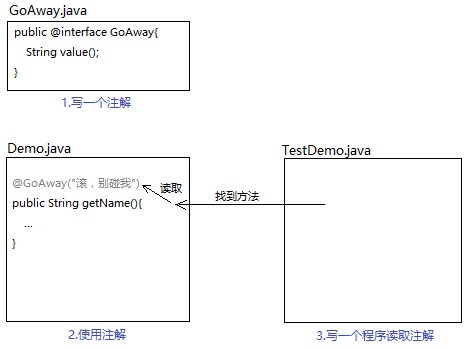 GoAway.java
public @interface GoAway{
String value();
}
1.写一个注解
Demo.java
@GoAway("滚，别碰我")
public String getName(){
...
}
2.使用注解
读取
找到方法
TestDemo.java
3.写一个程序读取注解